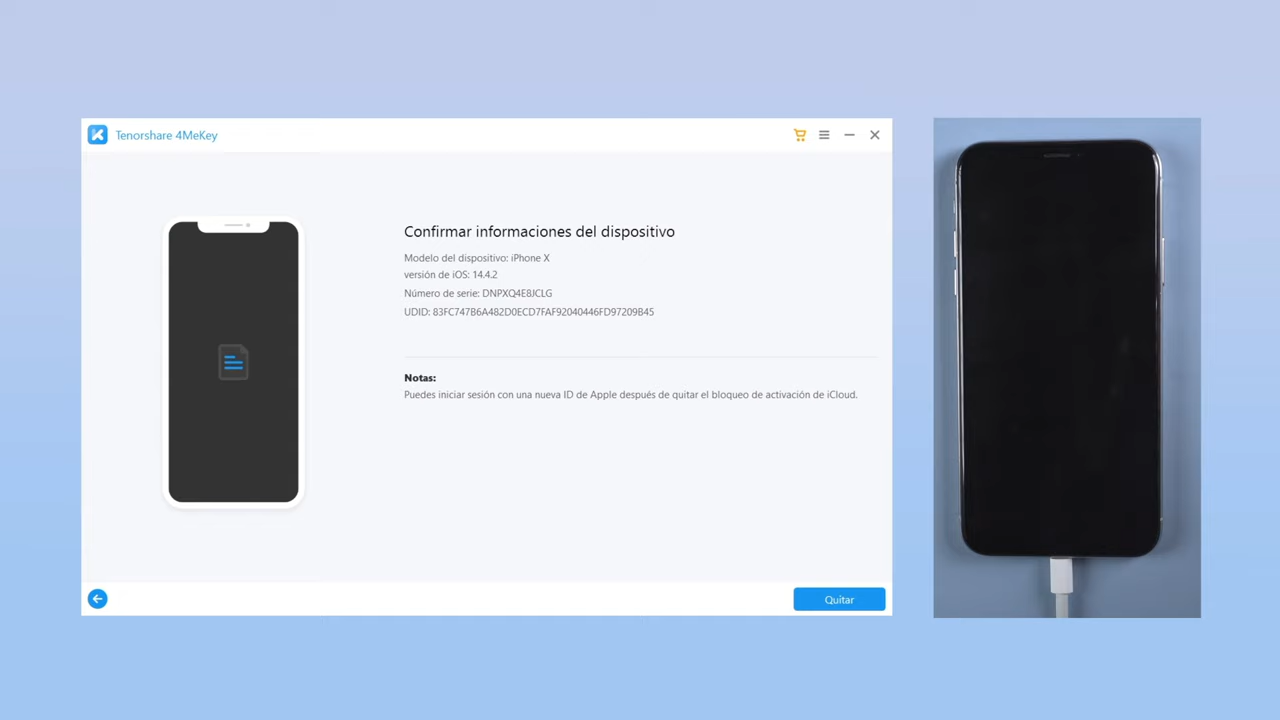 Tenorshare 4MeKey
Confirmar informaciones del dispositivo
Modelo del dispositivo: iPhone X
versión de iOS: 14.4.2
Número de serie: DNPXQ4E8JCLG
UDID: 83FC747B6A482D0ECD7FAF92040446FD97209B45
Notas:
Puedes iniciar sesión con una nueva ID de Apple después de quitar el bloqueo de activación de iCloud.
Quitar